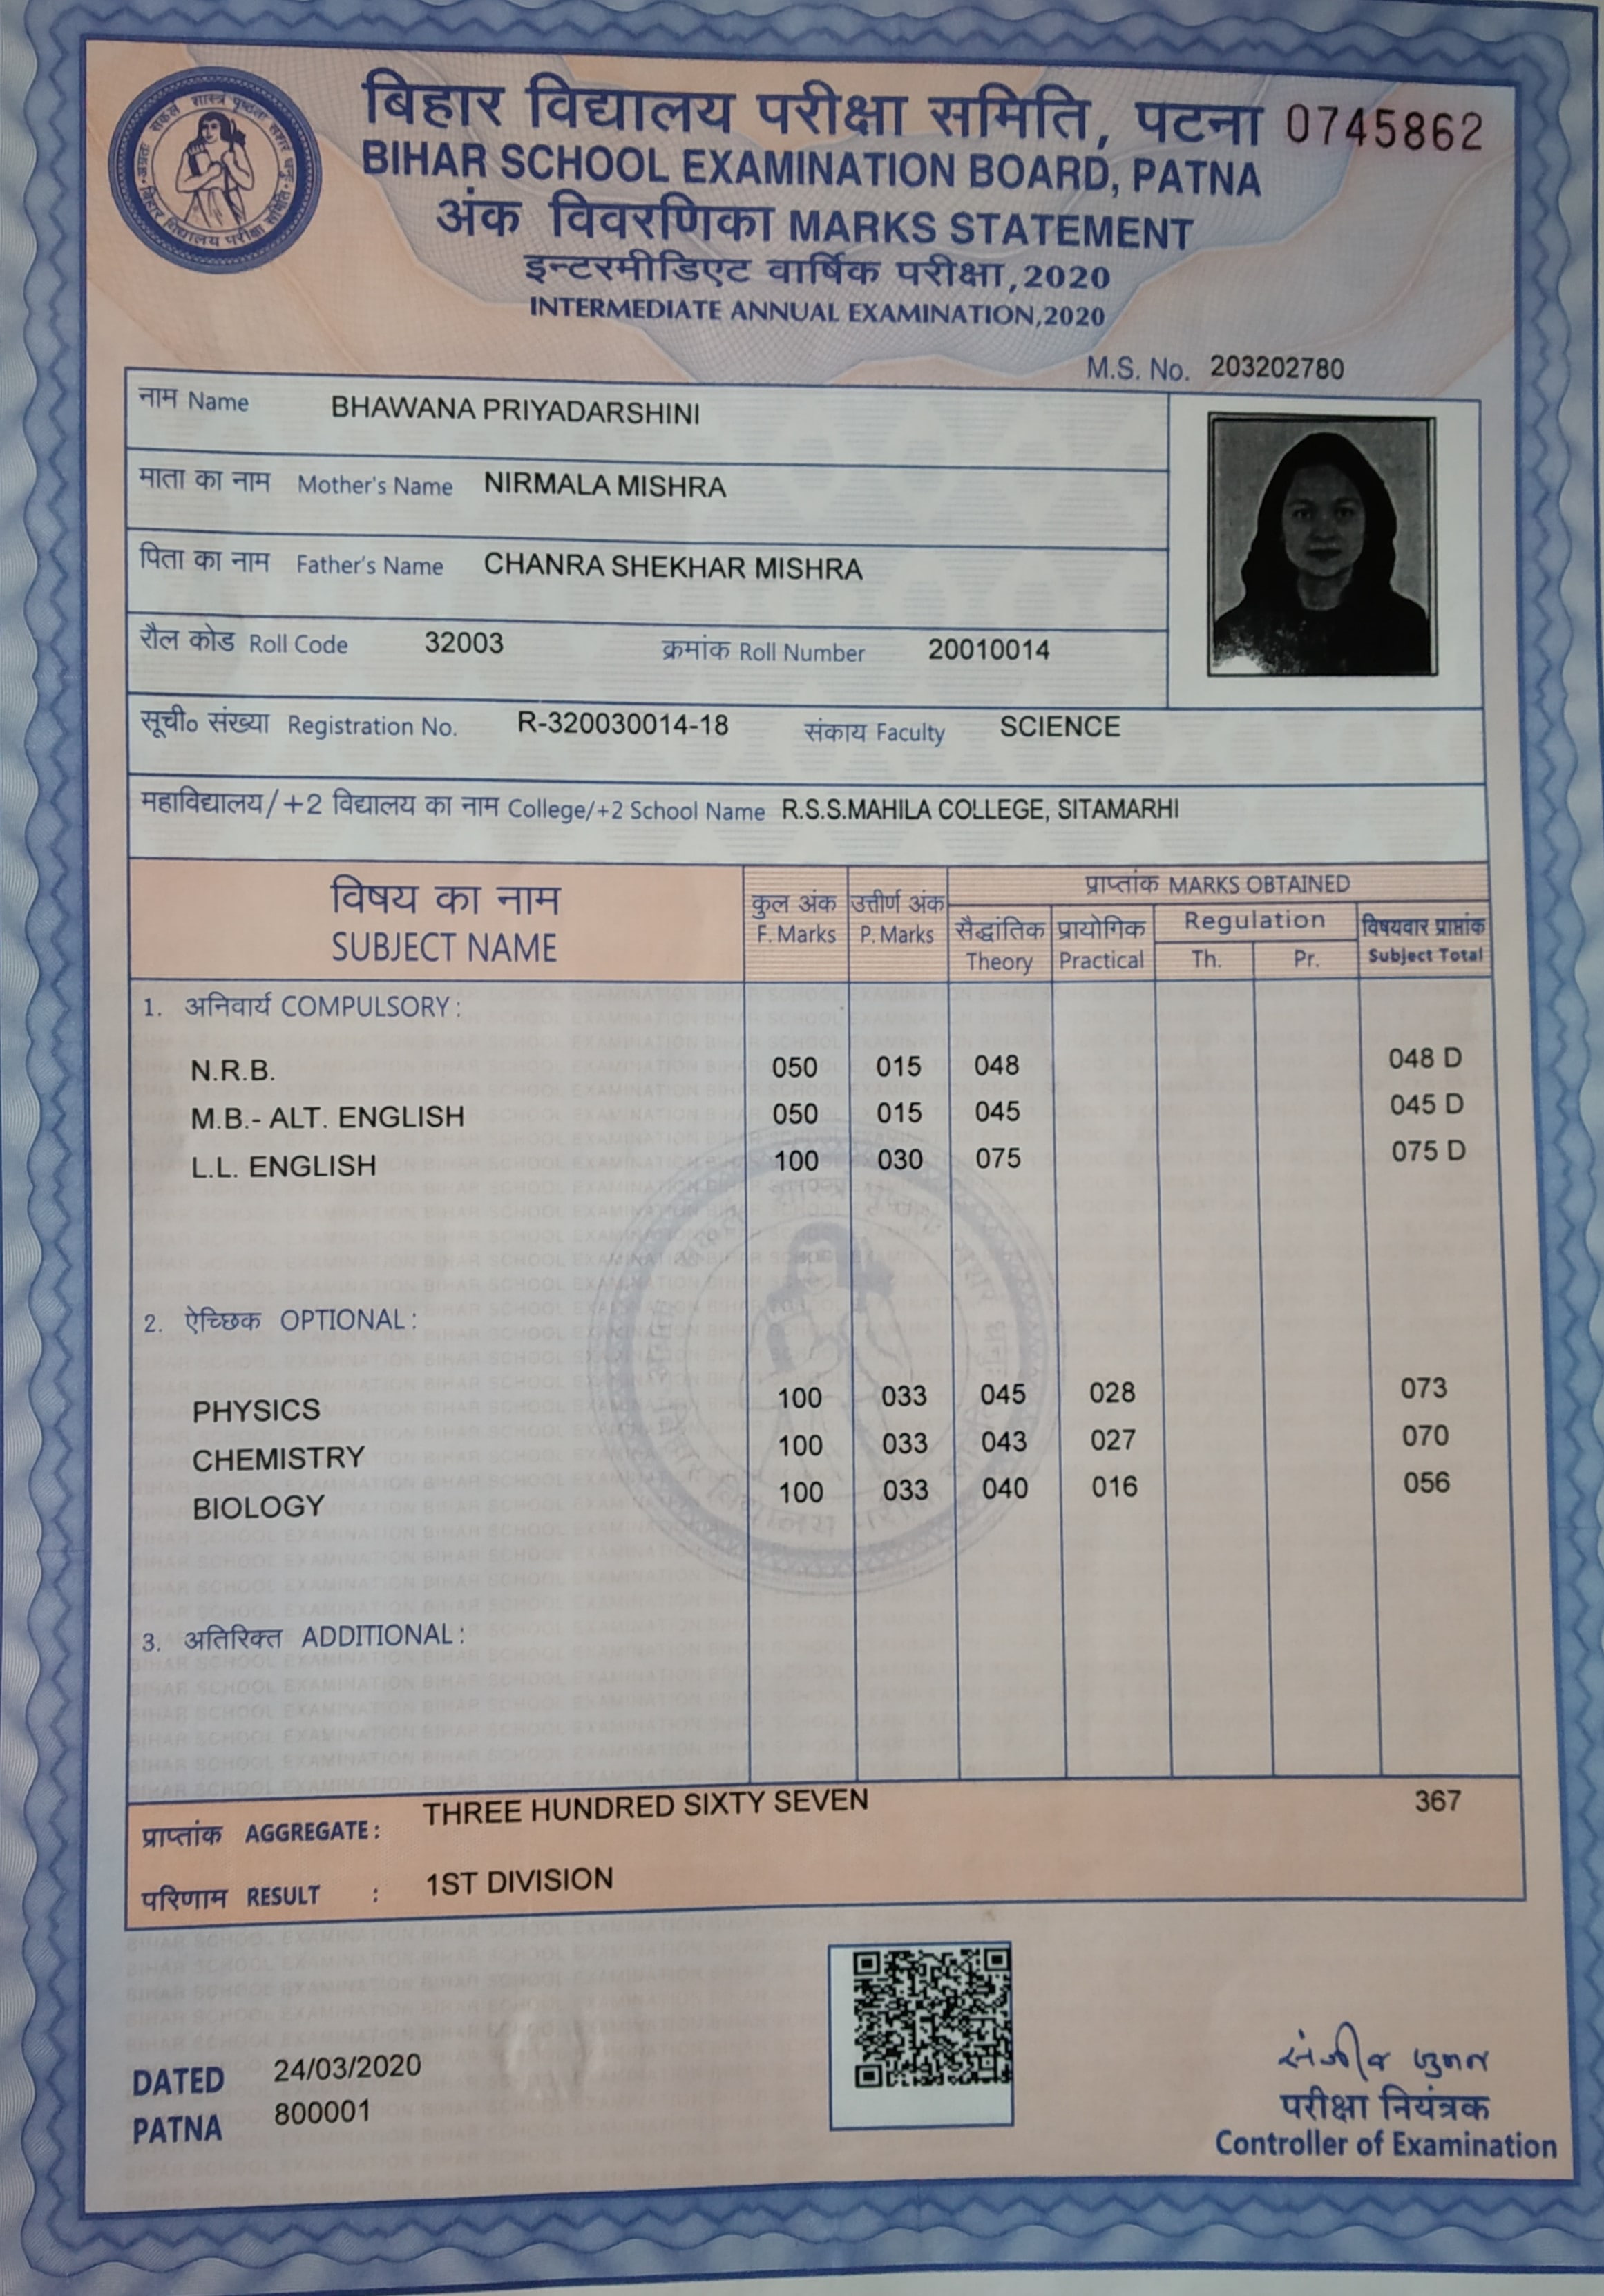 बिहार विद्यालय परीक्षा समिति, पटना 0745862
BIHAR SCHOOL EXAMINATION BOARD, PATNA
अंक विवरणिका MARKS STATEMENT
इन्टरमीडिएट वार्षिक परीक्षा,2020
INTERMEDIATE ANNUAL EXAMINATION,2020
M.S. No. 203202780
नाम Name BHAWANA PRIYADARSHINI
माता का नाम Mother's Name NIRMALA MISHRA
पिता का नाम Father's Name CHANRA SHEKHAR MISHRA
रौल कोड Roll Code 32003 क्रमांक Roll Number 20010014
सूची० संख्या Registration No. R-320030014-18 संकाय Faculty SCIENCE
महाविद्यालय/+2 विद्यालय का नाम College/+2 School Name R.S.S.MAHILA COLLEGE, SITAMARHI
विषय का नाम कुल अंक उत्तीर्ण अंक प्राप्तांक MARKS OBTAINED
SUBJECT NAME F. Marks P. Marks सैद्धांतिक प्रायोगिक Regulation विषयवार प्राप्तांक
Theory Practical Th. Pr. Subject Total
1. अनिवार्य COMPULSORY :
N.R.B. 050 015 048 048 D
M.B.- ALT. ENGLISH 050 015 045 045 D
L.L. ENGLISH 100 030 075 075 D
2. ऐच्छिक OPTIONAL :
PHYSICS 100 033 045 028 073
CHEMISTRY 100 033 043 027 070
BIOLOGY 100 033 040 016 056
3. अतिरिक्त ADDITIONAL :
प्राप्तांक AGGREGATE : THREE HUNDRED SIXTY SEVEN 367
परिणाम RESULT : 1ST DIVISION
DATED 24/03/2020
PATNA 800001
परीक्षा नियंत्रक
Controller of Examination